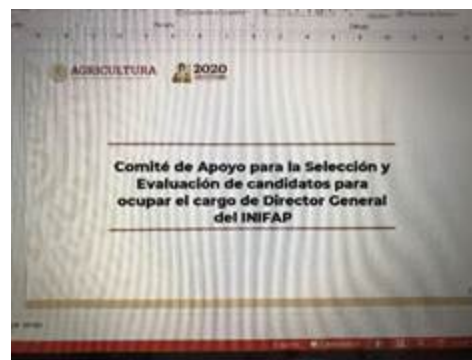 AGRICULTURA
2020
Comité de Apoyo para la Selección y
Evaluación de candidatos para
ocupar el cargo de Director General
del INIFAP